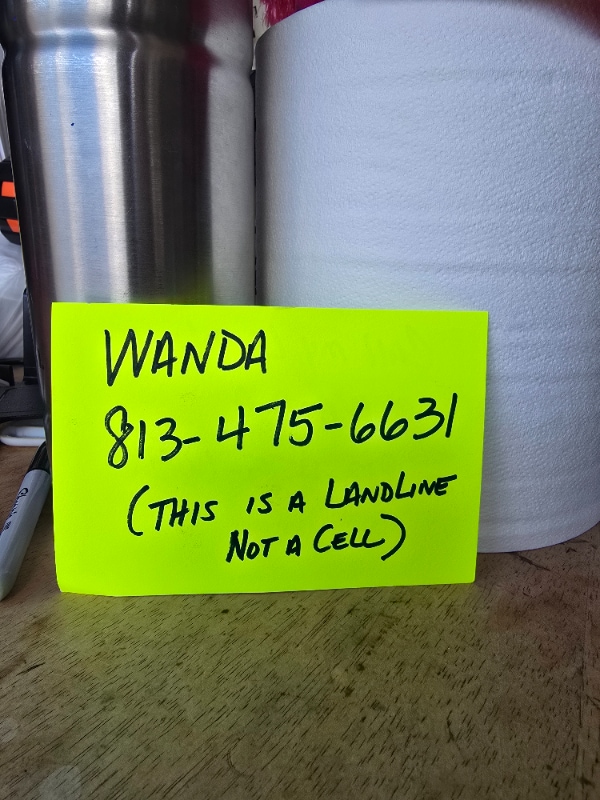 WANDA
813-475-6631
(THIS IS A LANDLINE
NOT A CELL)